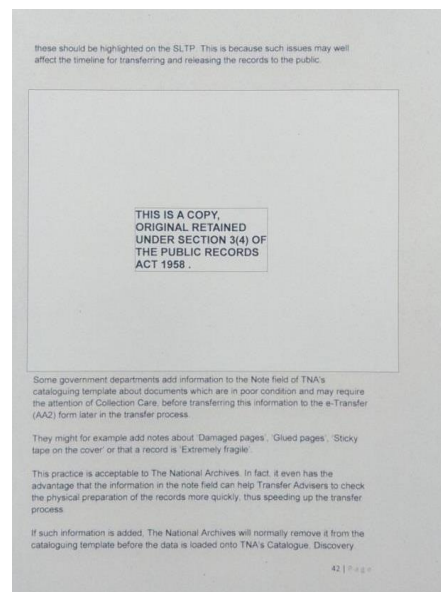 these should be highlighted on the SLTP. This is because such issues may well
affect the timeline for transferring and releasing the records to the public.
THIS IS A COPY,
ORIGINAL RETAINED
UNDER SECTION 3(4) OF
THE PUBLIC RECORDS
ACT 1958 .
Some government departments add information to the Note field of TNA's
cataloguing template about documents which are in poor condition and may require
the attention of Collection Care, before transferring this information to the e-Transfer
(AA2) form later in the transfer process.
They might for example add notes about 'Damaged pages', 'Glued pages', 'Sticky
tape on the cover' or that a record is 'Extremely fragile'.
This practice is acceptable to The National Archives. In fact, it even has the
advantage that the information in the note field can help Transfer Advisers to check
the physical preparation of the records more quickly, thus speeding up the transfer
process
If such information is added, The National Archives will normally remove it from the
cataloguing template before the data is loaded onto TNA's Catalogue, Discovery
42 | Page